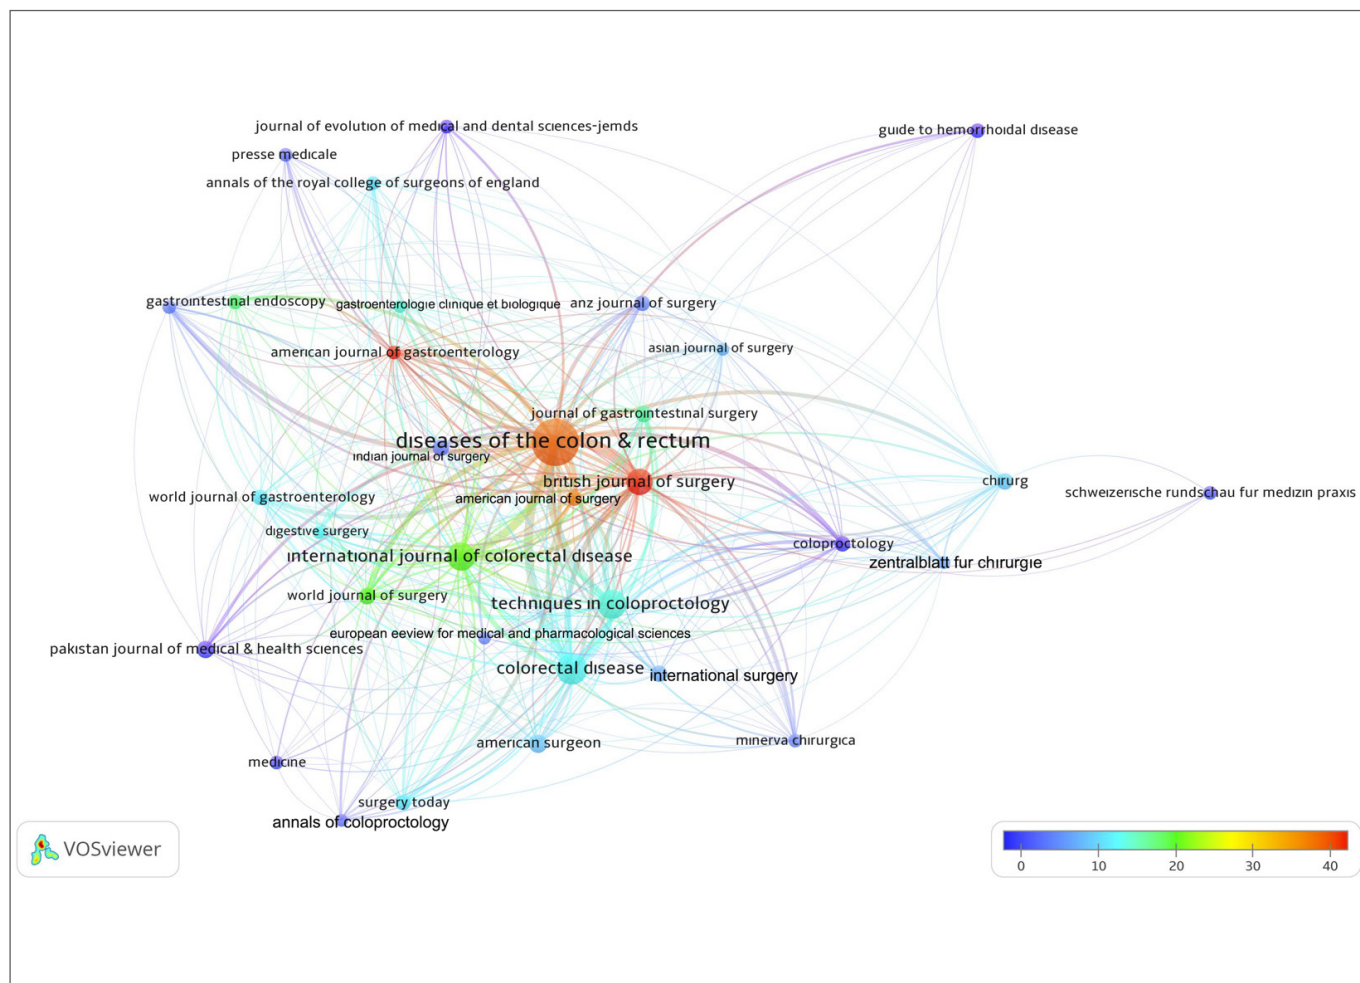 journal of evolution of medical and dental sciences-jemds
guide to hemorrhoidal disease
presse medicale
annals of the royal college of surgeons of england
gastrointestinal endoscopy
gastroenterologie clinique et biologique
anz journal of surgery
american journal of gastroenterology
asian journal of surgery
journal of gastrointestinal surgery
diseases of the colon & rectum
indian journal of surgery
british journal of surgery
world journal of gastroenterology
american journal of surgery
chirurg
schweizerische rundschau fur medizin praxis
digestive surgery
coloproctology
international journal of colorectal disease
zentralblatt fur chirurgie
world journal of surgery
techniques in coloproctology
european eeview for medical and pharmacological sciences
pakistan journal of medical & health sciences
colorectal disease
international surgery
american surgeon
minerva chirurgica
medicine
surgery today
annals of coloproctology
VOSviewer
0 10 20 30 40